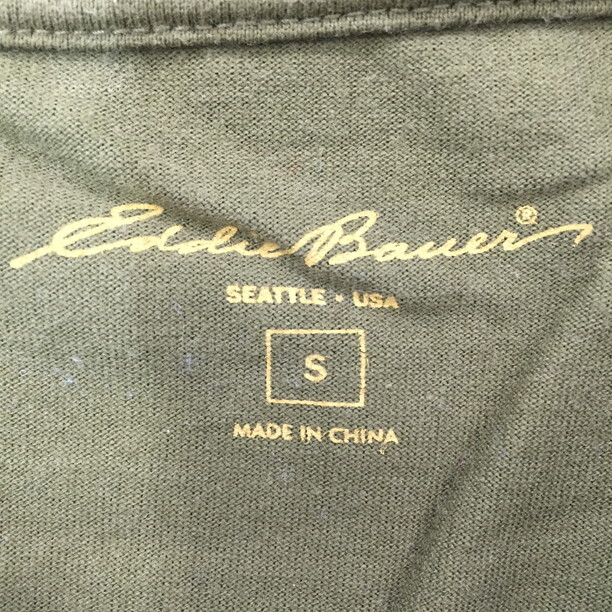 Eddie Bauer®
SEATTLE • USA
S
MADE IN CHINA